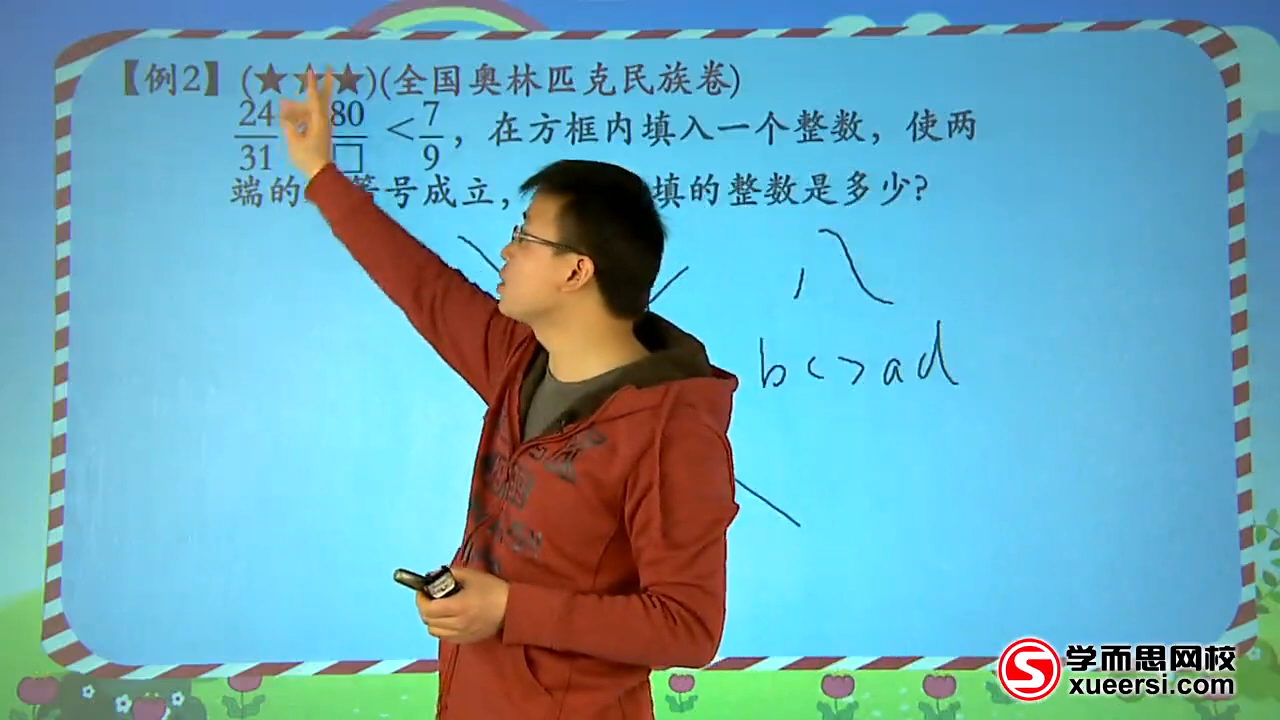 【例2】(★★★)(全国奥林匹克民族卷)
24/31 80/□ <7/9, 在方框内填入一个整数, 使两
端的 等号成立, 填的整数是多少?
bc>ad
学而思网校
xueersi.com